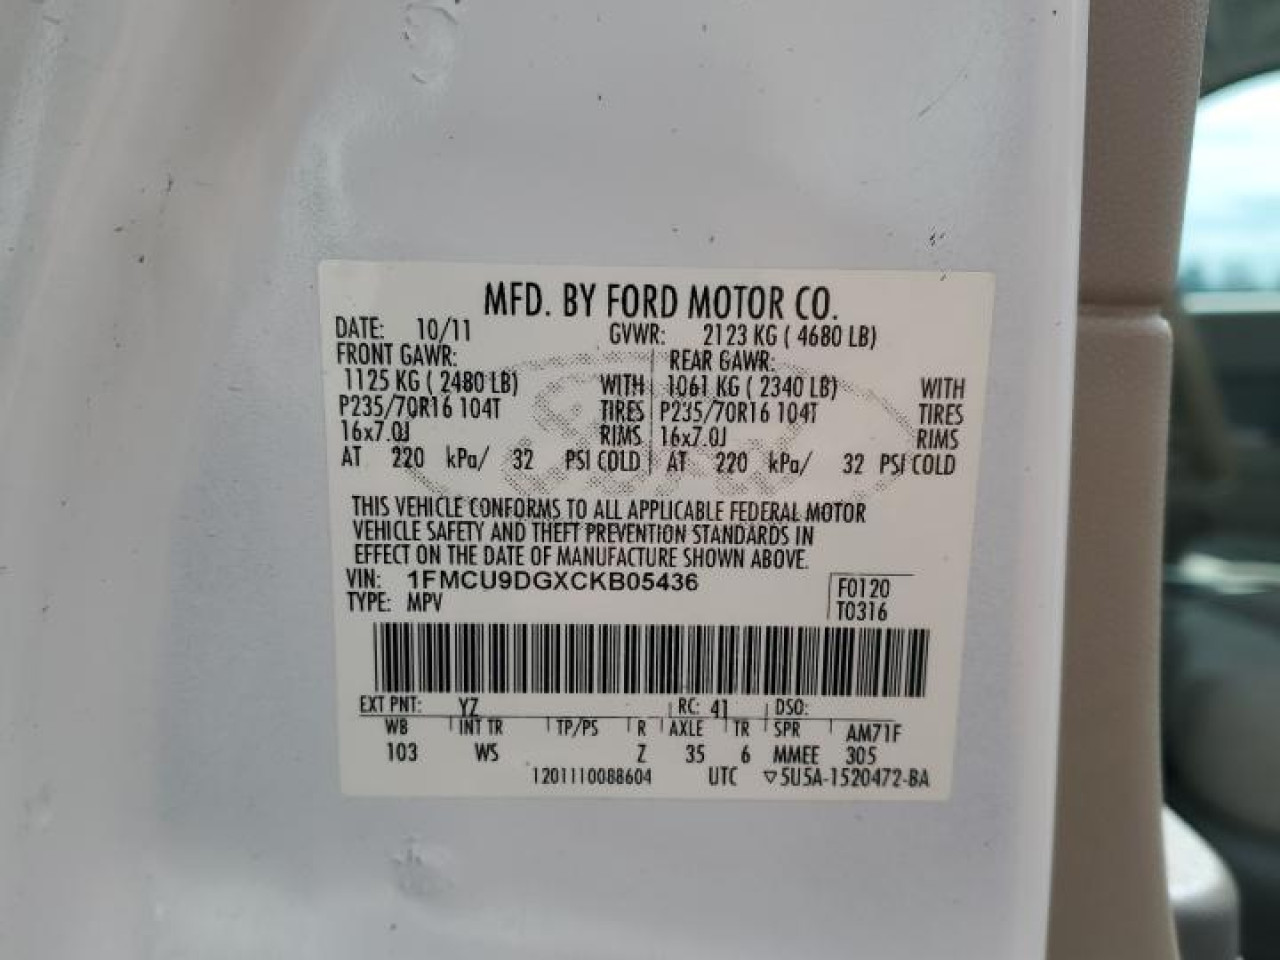 MFD. BY FORD MOTOR CO.
DATE: 10/11 GVWR: 2123 KG ( 4680 LB)
FRONT GAWR: REAR GAWR:
1125 KG ( 2480 LB) WITH 1061 KG ( 2340 LB) WITH
P235/70R16 104T TIRES P235/70R16 104T TIRES
16x7.0J RIMS 16x7.0J RIMS
AT 220 kPa/ 32 PSI COLD AT 220 kPa/ 32 PSI COLD
THIS VEHICLE CONFORMS TO ALL APPLICABLE FEDERAL MOTOR
VEHICLE SAFETY AND THEFT PREVENTION STANDARDS IN
EFFECT ON THE DATE OF MANUFACTURE SHOWN ABOVE.
VIN: 1FMCU9DGXCKB05436 F0120
TYPE: MPV T0316
EXT PNT: YZ RC: 41 DSO:
WB INT TR TP/PS R AXLE TR SPR AM71F
103 WS Z 35 6 MMEE 305
1201110088604 UTC ▽5U5A-1520472-BA